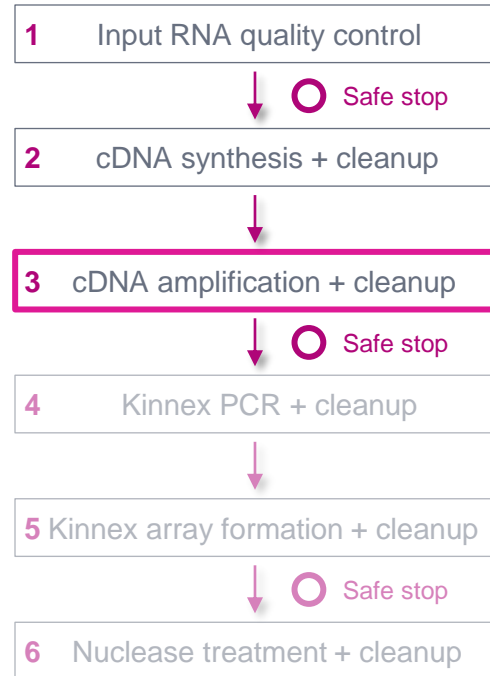 1 Input RNA quality control
Safe stop
2 cDNA synthesis + cleanup
3 cDNA amplification + cleanup
Safe stop
4 Kinnex PCR + cleanup
5 Kinnex array formation + cleanup
Safe stop
6 Nuclease treatment + cleanup